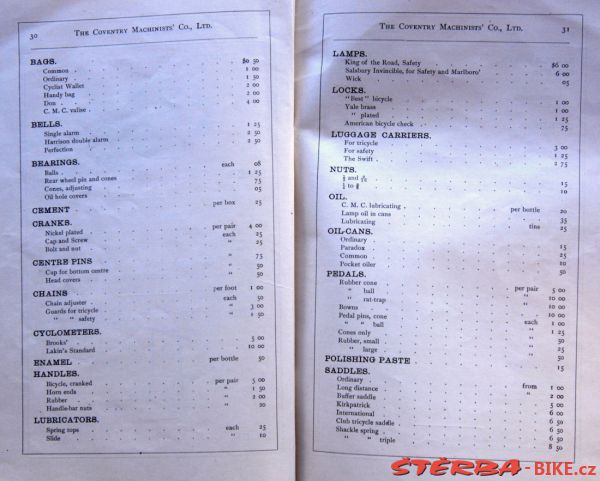 30 THE COVENTRY MACHINISTS' CO., LTD.
BAGS.
Common $0 50
Ordinary 1 00
Cyclist Wallet 1 50
Handy bag 2 00
Don 2 00
C. M. C. valise 4 00
BELLS.
Single alarm 1 25
Harrison double alarm 2 50
Perfection 50
BEARINGS.
Balls each 08
Rear wheel pin and cones 1 25
Cones, adjusting 75
Oil hole covers 05
CEMENT per box 25
CRANKS.
Nickel plated per pair 4 00
Cap and Screw each 25
Bolt and nut " 25
CENTRE PINS " 75
Cup for bottom centre " 50
Head covers 50
CHAINS per foot 1 00
Chain adjuster each 50
Guards for tricycle " 3 00
" " safety " 1 50
CYCLOMETERS.
Brooks' 5 00
Lakin's Standard 10 00
ENAMEL per bottle 50
HANDLES.
Bicycle, cranked per pair 5 00
Horn ends " 1 50
Rubber " 2 00
Handle-bar nuts " 20
LUBRICATORS.
Spring tops each 25
Slide " 10
THE COVENTRY MACHINISTS' CO., LTD. 31
LAMPS.
King of the Road, Safety $6 00
Salsbury Invincible, for Safety and Marlboro' 6 00
Wick 05
LOCKS.
"Best" bicycle 1 00
Yale brass 1 00
" plated 1 25
American bicycle check 75
LUGGAGE CARRIERS.
For tricycle 3 00
For safety 1 25
The Swift 2 75
NUTS.
15
10
OIL.
C. M. C. lubricating per bottle 20
Lamp oil in cans 35
Lubricating tins 25
OIL-CANS.
Ordinary 15
Paradox 25
Common 10
Pocket oiler 50
PEDALS.
Rubber cone per pair 5 00
" ball " 10 00
" rat-trap " 10 00
Bowns " 10 00
Pedal pins, cone each 1 00
" " ball " 1 00
Cones only " 25
Rubber, small " 25
" large " 50
POLISHING PASTE 15
SADDLES.
Ordinary from 1 00
Long distance " 2 00
Buffer saddle 5 00
Kirkpatrick 6 00
International 6 00
Club tricycle saddle 6 50
Shackle spring 6 50
" " triple 8 50
ŠTĚRBA-BIKE.cz